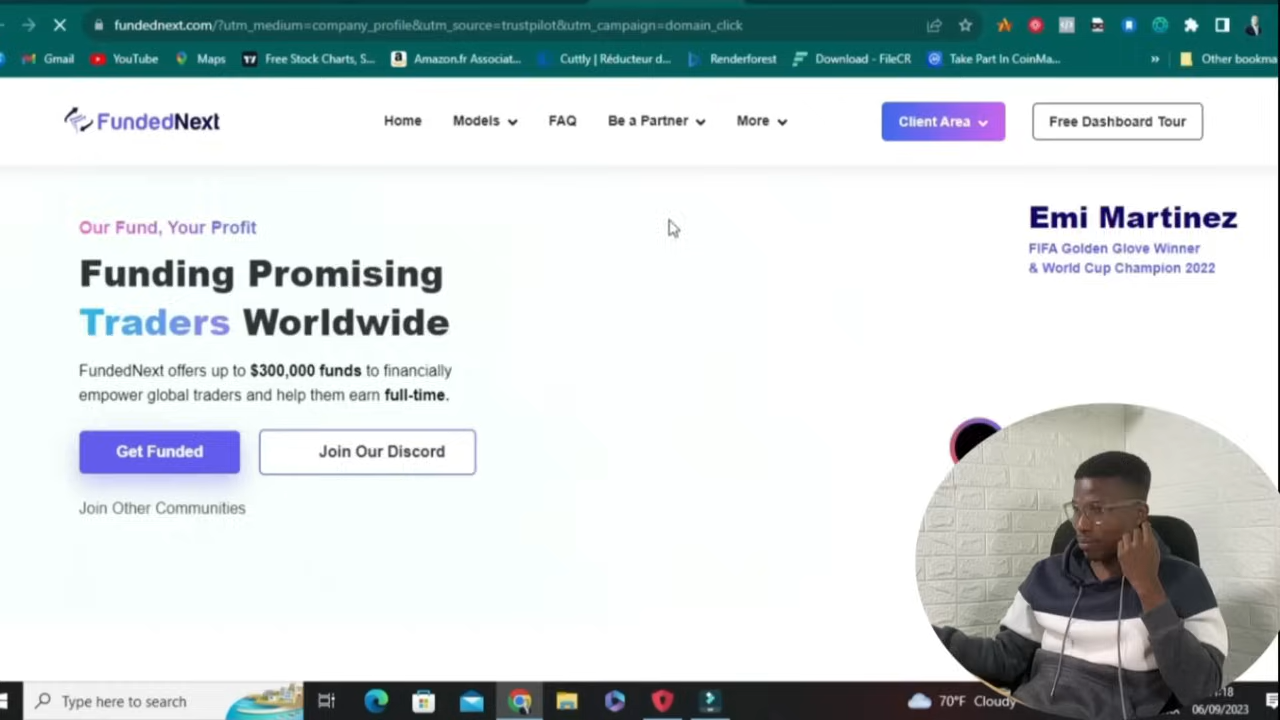 fundednext.com/?utm_medium=company_profile&utm_source=trustpilot&utm_campaign=domain_click
Gmail YouTube Maps Free Stock Charts, S... Amazon.fr Associat... Cuttly | Réducteur d... Renderforest Download - FileCR Take Part In CoinMa... » Other bookma
FundedNext Home Models FAQ Be a Partner More Client Area Free Dashboard Tour
Emi Martinez
FIFA Golden Glove Winner
& World Cup Champion 2022
Our Fund, Your Profit
Funding Promising
Traders Worldwide
FundedNext offers up to $300,000 funds to financially
empower global traders and help them earn full-time.
Get Funded Join Our Discord
Join Other Communities
Type here to search 70°F Cloudy :18
06/09/2023